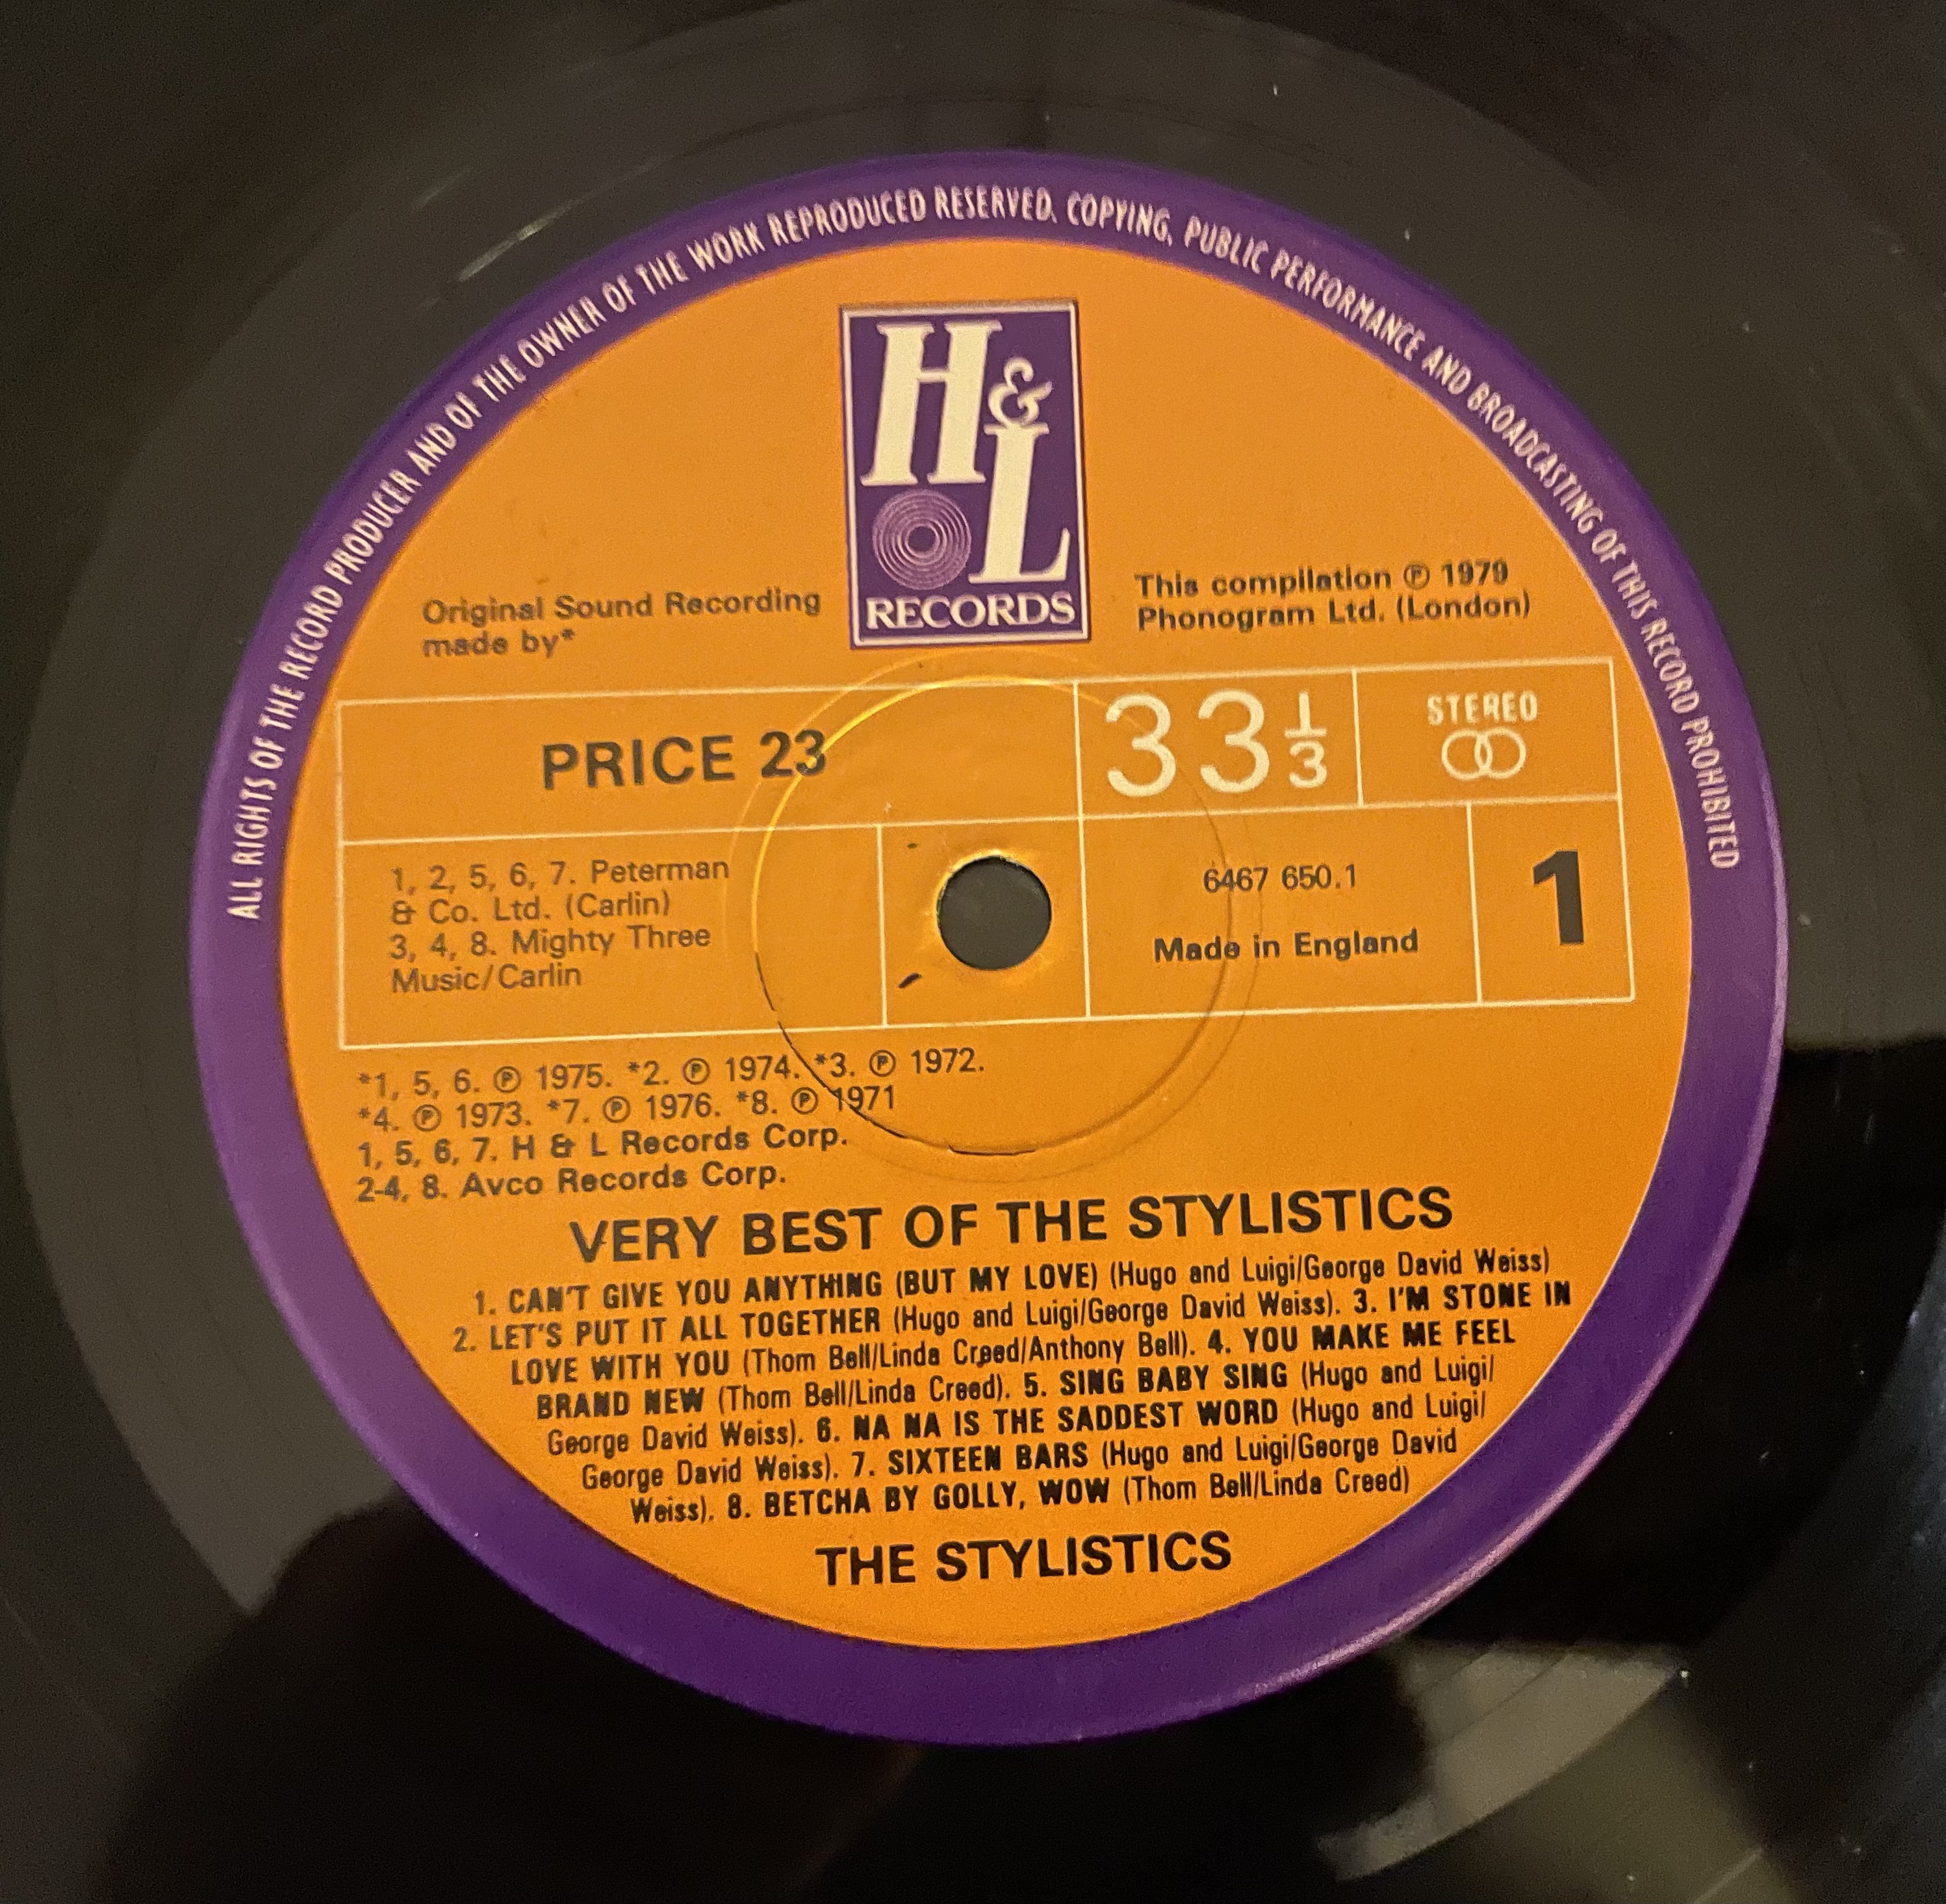 ALL RIGHTS OF THE RECORD PRODUCER AND OF THE OWNER OF THE WORK REPRODUCED RESERVED. COPYING, PUBLIC PERFORMANCE AND BROADCASTING OF THIS RECORD PROHIBITED
H&L
RECORDS
Original Sound Recording
made by*
This compilation ℗ 1979
Phonogram Ltd. (London)
PRICE 23
33 1/3
STEREO
1, 2, 5, 6, 7. Peterman
& Co. Ltd. (Carlin)
3, 4, 8. Mighty Three
Music/Carlin
6467 650.1
Made in England
1
*1, 5, 6. ℗ 1975. *2. ℗ 1974. *3. ℗ 1972.
*4. ℗ 1973. *7. ℗ 1976. *8. ℗ 1971
1, 5, 6, 7. H & L Records Corp.
2-4, 8. Avco Records Corp.
VERY BEST OF THE STYLISTICS
1. CAN'T GIVE YOU ANYTHING (BUT MY LOVE) (Hugo and Luigi/George David Weiss)
2. LET'S PUT IT ALL TOGETHER (Hugo and Luigi/George David Weiss). 3. I'M STONE IN
LOVE WITH YOU (Thom Bell/Linda Creed/Anthony Bell). 4. YOU MAKE ME FEEL
BRAND NEW (Thom Bell/Linda Creed). 5. SING BABY SING (Hugo and Luigi/
George David Weiss). 6. NA NA IS THE SADDEST WORD (Hugo and Luigi/
George David Weiss). 7. SIXTEEN BARS (Hugo and Luigi/George David
Weiss). 8. BETCHA BY GOLLY, WOW (Thom Bell/Linda Creed)
THE STYLISTICS